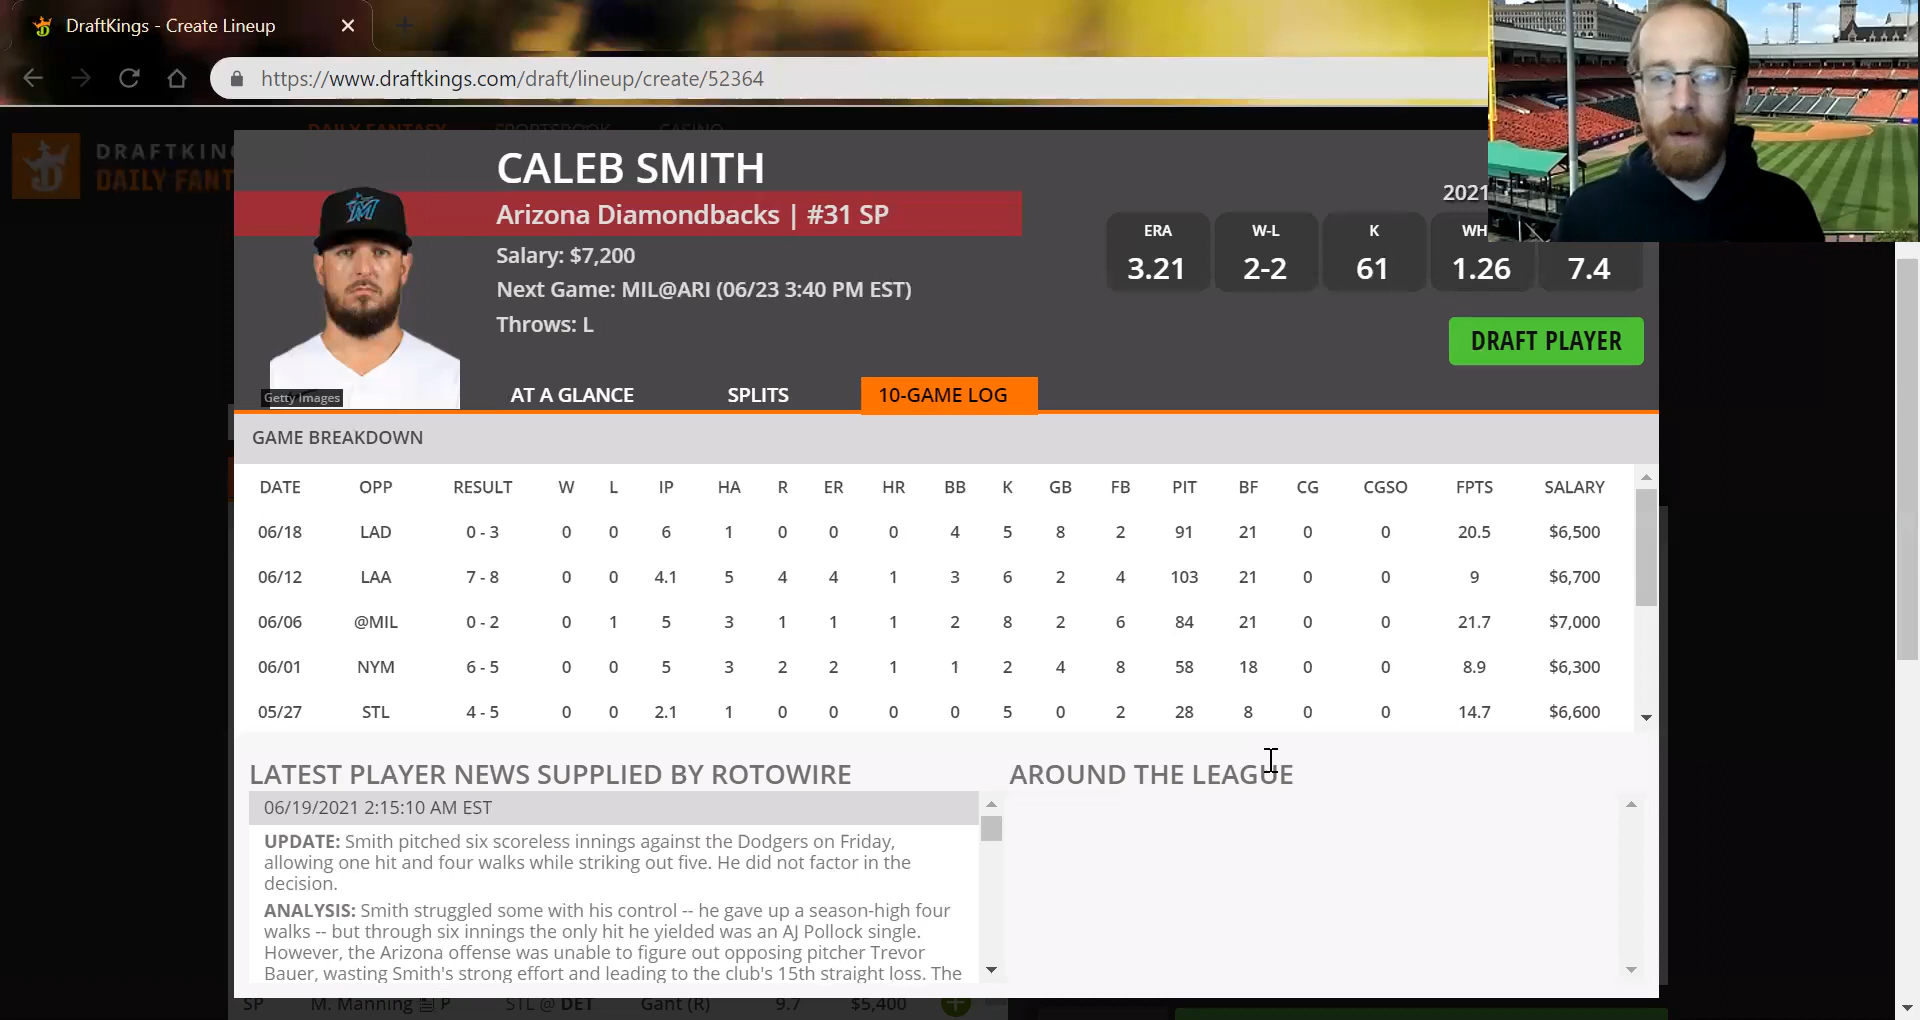 DraftKings - Create Lineup
https://www.draftkings.com/draft/lineup/create/52364
DAILY FANTASY SPORTSBOOK CASINO
CALEB SMITH
Arizona Diamondbacks | #31 SP
Salary: $7,200
Next Game: MIL@ARI (06/23 3:40 PM EST)
Throws: L
Getty Images
2021
ERA W-L K WH
3.21 2-2 61 1.26 7.4
DRAFT PLAYER
AT A GLANCE SPLITS 10-GAME LOG
GAME BREAKDOWN
DATE OPP RESULT W L IP HA R ER HR BB K GB FB PIT BF CG CGSO FPTS SALARY
06/18 LAD 0 - 3 0 0 6 1 0 0 0 4 5 8 2 91 21 0 0 20.5 $6,500
06/12 LAA 7 - 8 0 0 4.1 5 4 4 1 3 6 2 4 103 21 0 0 9 $6,700
06/06 @MIL 0 - 2 0 1 5 3 1 1 1 2 8 2 6 84 21 0 0 21.7 $7,000
06/01 NYM 6 - 5 0 0 5 3 2 2 1 1 2 4 8 58 18 0 0 8.9 $6,300
05/27 STL 4 - 5 0 0 2.1 1 0 0 0 0 5 0 2 28 8 0 0 14.7 $6,600
LATEST PLAYER NEWS SUPPLIED BY ROTOWIRE
06/19/2021 2:15:10 AM EST
UPDATE: Smith pitched six scoreless innings against the Dodgers on Friday,
allowing one hit and four walks while striking out five. He did not factor in the
decision.
ANALYSIS: Smith struggled some with his control -- he gave up a season-high four
walks -- but through six innings the only hit he yielded was an AJ Pollock single.
However, the Arizona offense was unable to figure out opposing pitcher Trevor
Bauer, wasting Smith's strong effort and leading to the club's 15th straight loss. The
AROUND THE LEAGUE
SP M. Manning P STL @ DET Gant (R) 9.7 $5,400